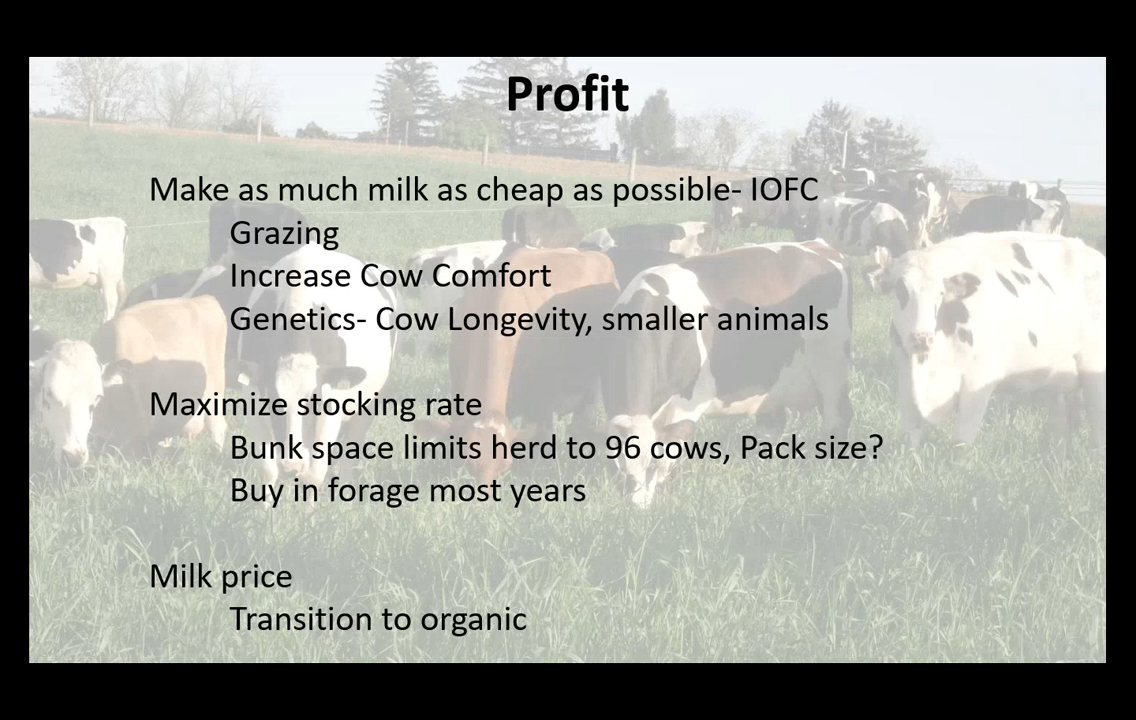 Profit
Make as much milk as cheap as possible- IOFC
Grazing
Increase Cow Comfort
Genetics- Cow Longevity, smaller animals
Maximize stocking rate
Bunk space limits herd to 96 cows, Pack size?
Buy in forage most years
Milk price
Transition to organic